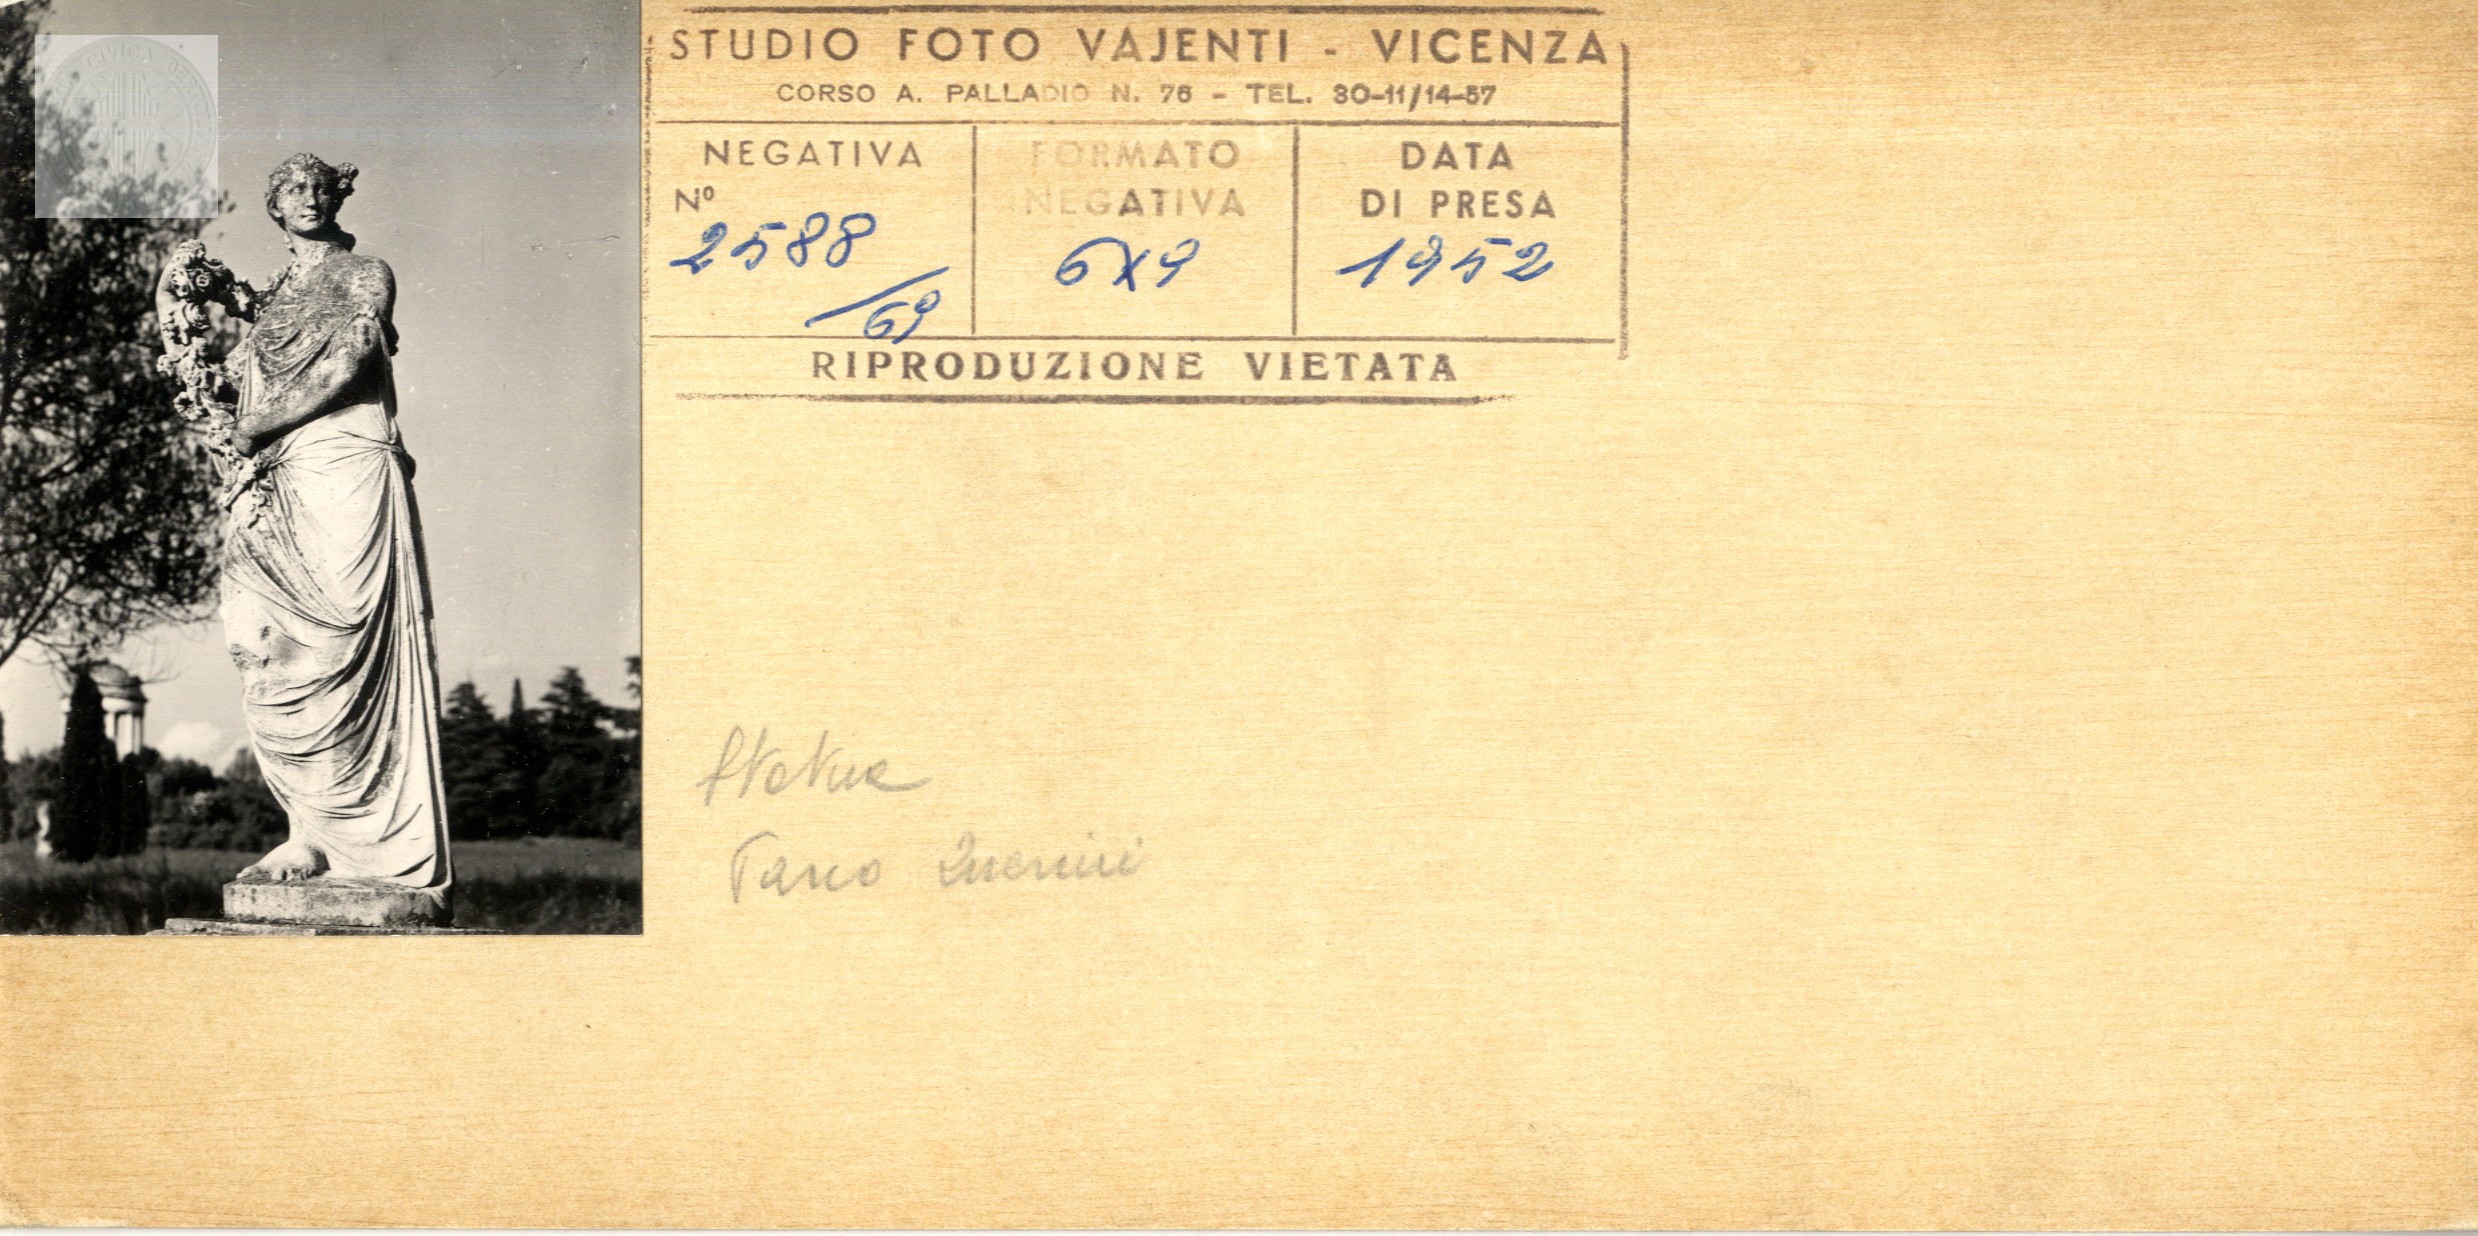 STUDIO FOTO VAJENTI - VICENZA
CORSO A. PALLADIO N. 76 - TEL. 30-11/14-57
NEGATIVA
Nº
2588
/69
FORMATO
NEGATIVA
6x9
DATA
DI PRESA
1952
RIPRODUZIONE VIETATA
Statua
Parco Querini